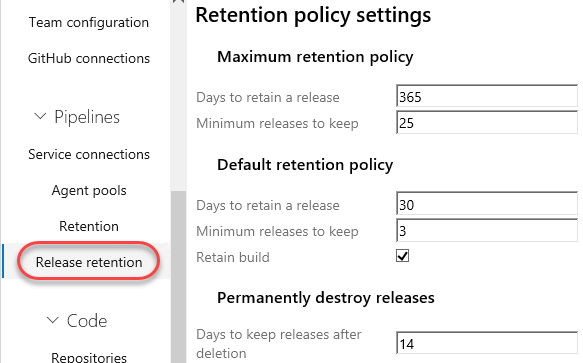 Team configuration
GitHub connections
Pipelines
Service connections
Agent pools
Retention
Release retention
Code
Repositories
Retention policy settings
Maximum retention policy
Days to retain a release 365
Minimum releases to keep 25
Default retention policy
Days to retain a release 30
Minimum releases to keep 3
Retain build
Permanently destroy releases
Days to keep releases after
deletion 14